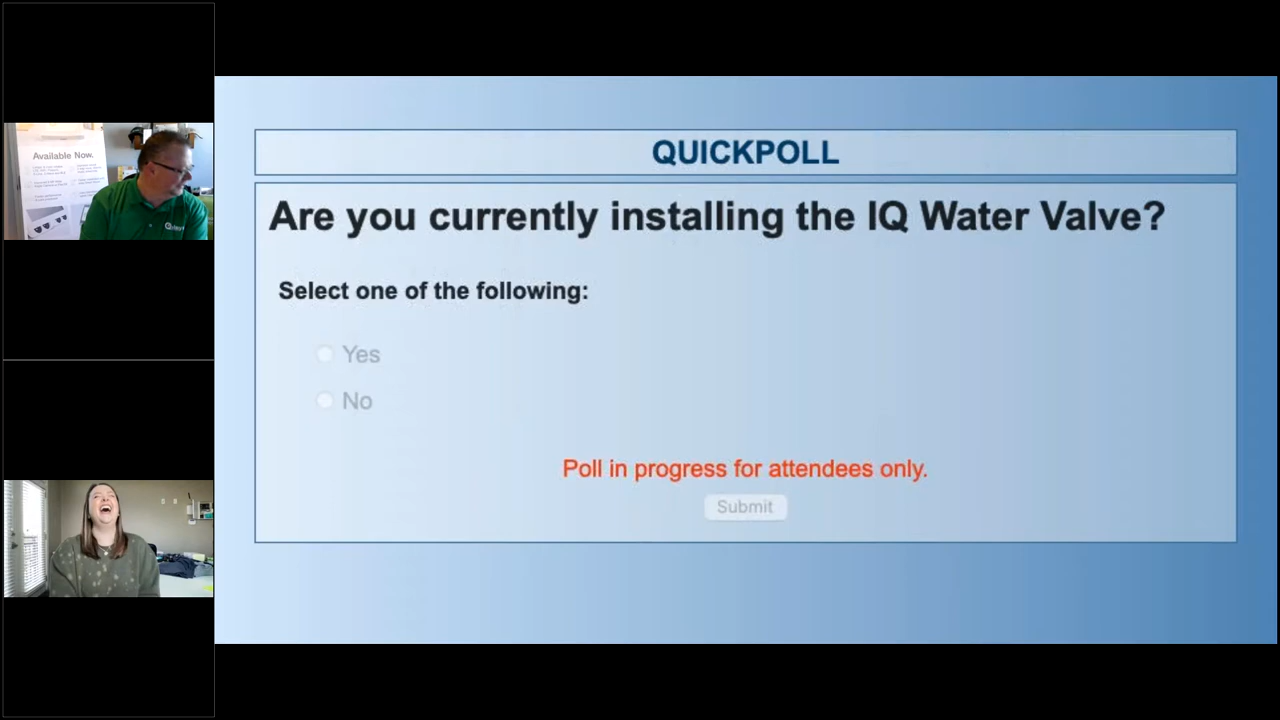 Available Now.
QUICKPOLL
Are you currently installing the IQ Water Valve?
Select one of the following:
Yes
No
Poll in progress for attendees only.
Submit